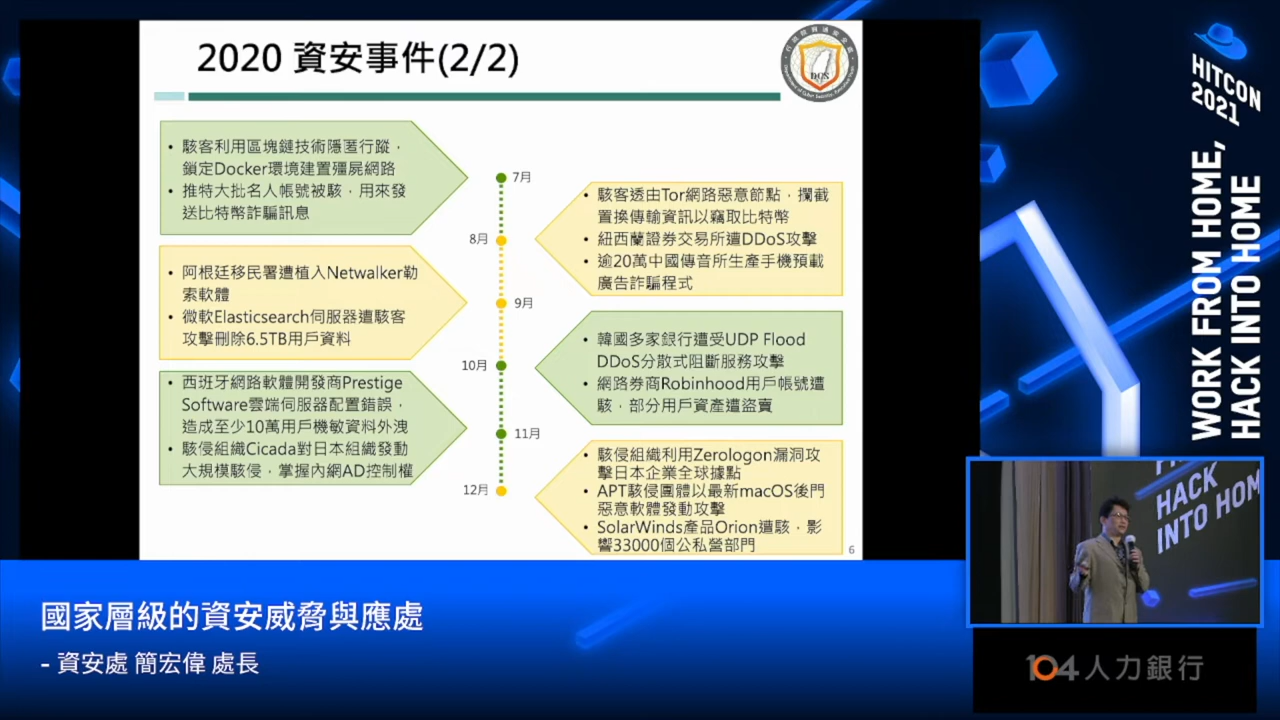 2020 資安事件(2/2)
DCS
• 駭客利用區塊鏈技術隱匿行蹤，
鎖定Docker環境建置殭屍網路
• 推特大批名人帳號被駭，用來發
送比特幣詐騙訊息
7月
• 駭客透由Tor網路惡意節點，攔截
置換傳輸資訊以竊取比特幣
• 紐西蘭證券交易所遭DDoS攻擊
• 逾20萬中國傳音所生產手機預載
廣告詐騙程式
8月
• 阿根廷移民署遭植入Netwalker勒
索軟體
• 微軟Elasticsearch伺服器遭駭客
攻擊刪除6.5TB用戶資料
9月
• 韓國多家銀行遭受UDP Flood
DDoS分散式阻斷服務攻擊
• 網路券商Robinhood用戶帳號遭
駭，部分用戶資產遭盜賣
10月
• 西班牙網路軟體開發商Prestige
Software雲端伺服器配置錯誤，
造成至少10萬用戶機敏資料外洩
• 駭侵組織Cicada對日本組織發動
大規模駭侵，掌握內網AD控制權
11月
• 駭侵組織利用Zerologon漏洞攻
擊日本企業全球據點
• APT駭侵團體以最新macOS後門
惡意軟體發動攻擊
• SolarWinds產品Orion遭駭，影
響33000個公私營部門
12月
6
HITCON
2021
WORK FROM HOME,
HACK INTO HOME
HACK
INTO HOM
國家層級的資安威脅與應處
- 資安處 簡宏偉 處長
104人力銀行